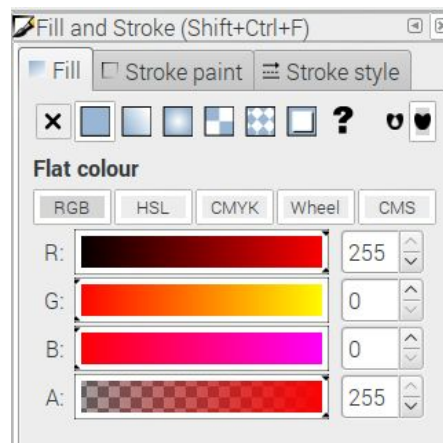 Fill and Stroke (Shift+Ctrl+F)
Fill Stroke paint Stroke style
?
Flat colour
RGB HSL CMYK Wheel CMS
R: 255
G: 0
B: 0
A: 255